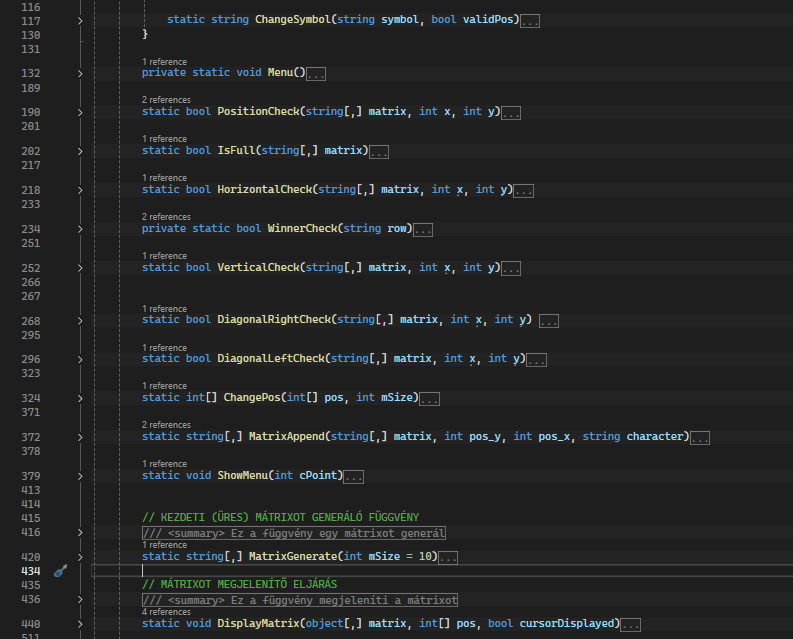 116
117 static string ChangeSymbol(string symbol, bool validPos)...
130 }
131
1 reference
132 private static void Menu()...
189
2 references
190 static bool PositionCheck(string[,] matrix, int x, int y)...
201
1 reference
202 static bool IsFull(string[,] matrix)...
217
1 reference
218 static bool HorizontalCheck(string[,] matrix, int x, int y)...
233
2 references
234 private static bool WinnerCheck(string row)...
251
1 reference
252 static bool VerticalCheck(string[,] matrix, int x, int y)...
266
267
1 reference
268 static bool DiagonalRightCheck(string[,] matrix, int x, int y) ...
295
1 reference
296 static bool DiagonalLeftCheck(string[,] matrix, int x, int y)...
323
1 reference
324 static int[] ChangePos(int[] pos, int mSize)...
371
2 references
372 static string[,] MatrixAppend(string[,] matrix, int pos_y, int pos_x, string character)...
378
1 reference
379 static void ShowMenu(int cPoint)...
413
414
415 // KEZDETI (ÜRES) MÁTRIXOT GENERÁLÓ FÜGGVÉNY
416 /// <summary> Ez a függvény egy mátrixot generál
1 reference
420 static string[,] MatrixGenerate(int mSize = 10)...
434
435 // MÁTRIXOT MEGJELENÍTŐ ELJÁRÁS
436 /// <summary> Ez a függvény megjeleníti a mátrixot
4 references
440 static void DisplayMatrix(object[,] matrix, int[] pos, bool cursorDisplayed)...
511